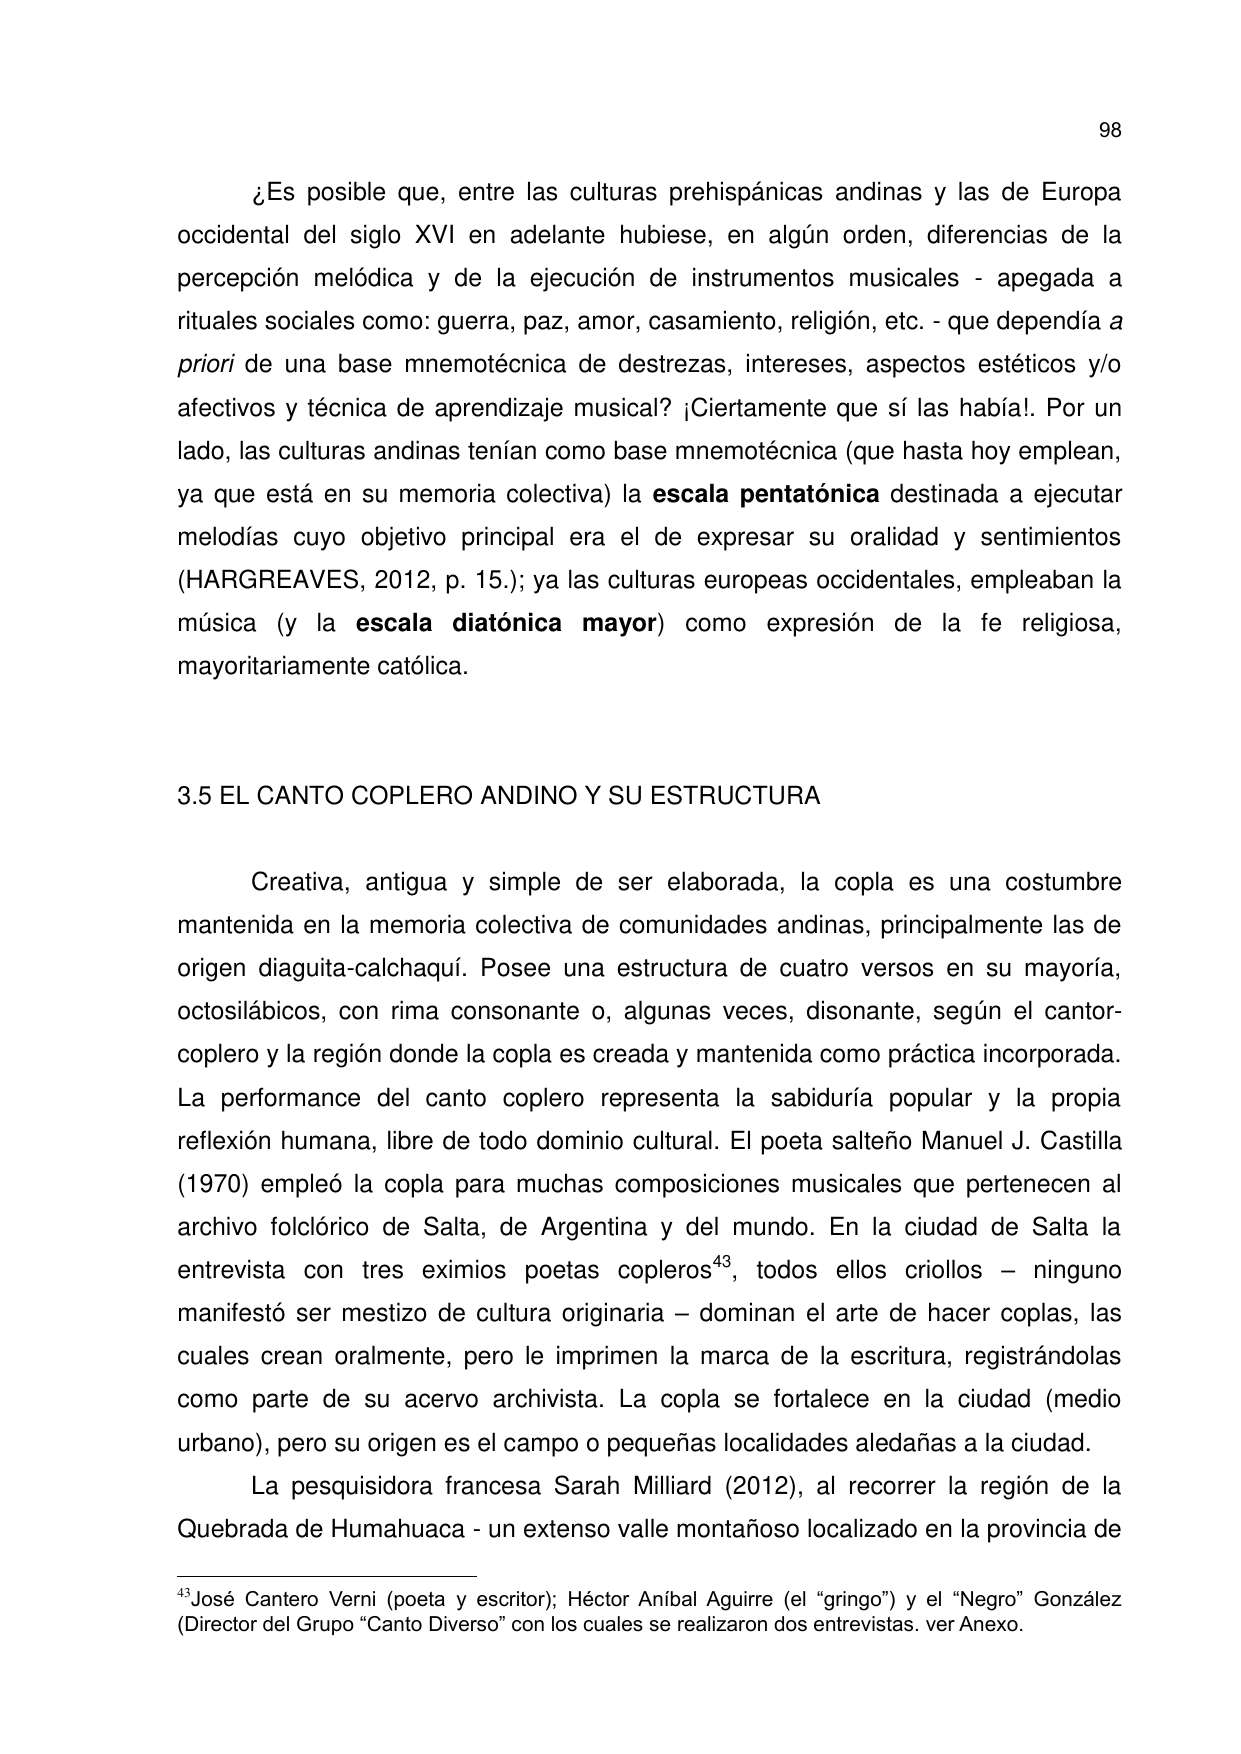 98
¿Es posible que, entre las culturas prehispánicas andinas y las de Europa
occidental del siglo XVI en adelante hubiese, en algún orden, diferencias de la
percepción melódica y de la ejecución de instrumentos musicales - apegada a
rituales sociales como: guerra, paz, amor, casamiento, religión, etc. - que dependía a
priori de una base mnemotécnica de destrezas, intereses, aspectos estéticos y/o
afectivos y técnica de aprendizaje musical? ¡Ciertamente que sí las había!. Por un
lado, las culturas andinas tenían como base mnemotécnica (que hasta hoy emplean,
ya que está en su memoria colectiva) la escala pentatónica destinada a ejecutar
melodías cuyo objetivo principal era el de expresar su oralidad y sentimientos
(HARGREAVES, 2012, p. 15.); ya las culturas europeas occidentales, empleaban la
música (y la escala diatónica mayor) como expresión de la fe religiosa,
mayoritariamente católica.
3.5 EL CANTO COPLERO ANDINO Y SU ESTRUCTURA
Creativa, antigua y simple de ser elaborada, la copla es una costumbre
mantenida en la memoria colectiva de comunidades andinas, principalmente las de
origen diaguita-calchaquí. Posee una estructura de cuatro versos en su mayoría,
octosilábicos, con rima consonante o, algunas veces, disonante, según el cantor-
coplero y la región donde la copla es creada y mantenida como práctica incorporada.
La performance del canto coplero representa la sabiduría popular y la propia
reflexión humana, libre de todo dominio cultural. El poeta salteño Manuel J. Castilla
(1970) empleó la copla para muchas composiciones musicales que pertenecen al
archivo folclórico de Salta, de Argentina y del mundo. En la ciudad de Salta la
entrevista con tres eximios poetas copleros43, todos ellos criollos – ninguno
manifestó ser mestizo de cultura originaria – dominan el arte de hacer coplas, las
cuales crean oralmente, pero le imprimen la marca de la escritura, registrándolas
como parte de su acervo archivista. La copla se fortalece en la ciudad (medio
urbano), pero su origen es el campo o pequeñas localidades aledañas a la ciudad.
La pesquisidora francesa Sarah Milliard (2012), al recorrer la región de la
Quebrada de Humahuaca - un extenso valle montañoso localizado en la provincia de
43José Cantero Verni (poeta y escritor); Héctor Aníbal Aguirre (el “gringo”) y el “Negro” González
(Director del Grupo “Canto Diverso” con los cuales se realizaron dos entrevistas. ver Anexo.